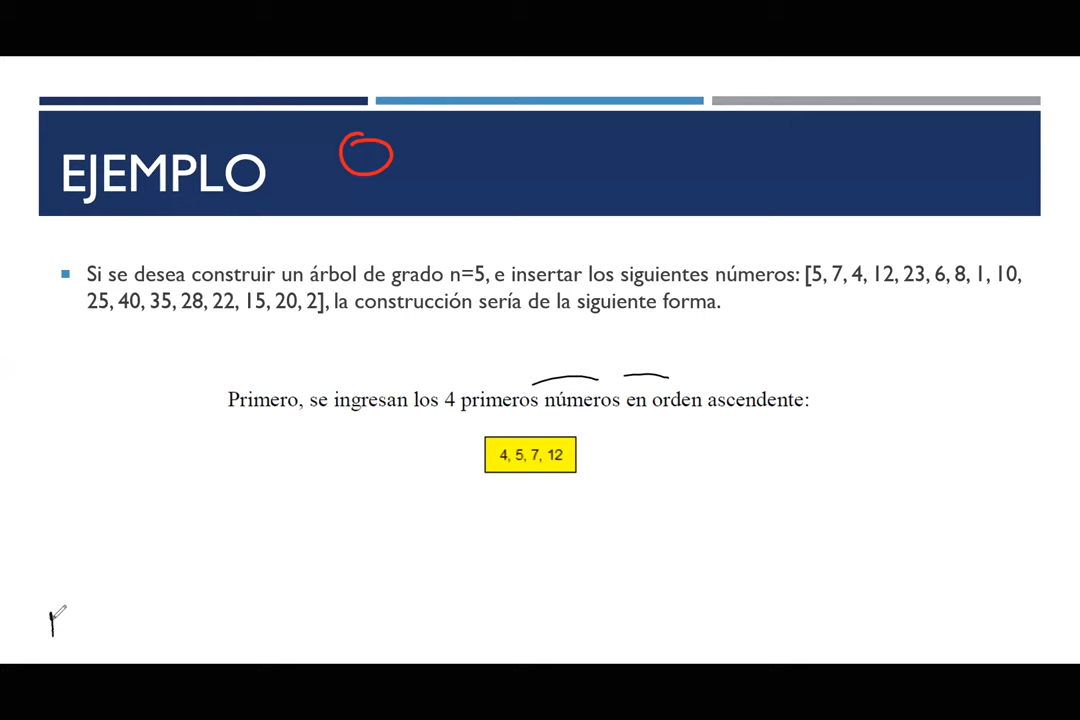 EJEMPLO
Si se desea construir un árbol de grado n=5, e insertar los siguientes números: [5, 7, 4, 12, 23, 6, 8, 1, 10,
25, 40, 35, 28, 22, 15, 20, 2], la construcción sería de la siguiente forma.
Primero, se ingresan los 4 primeros números en orden ascendente:
4, 5, 7, 12